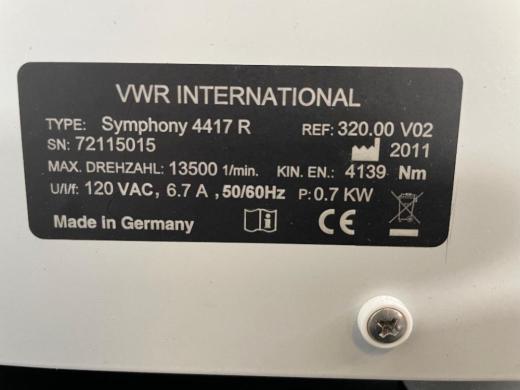 VWR INTERNATIONAL
TYPE: Symphony 4417 R REF: 320.00 V02
SN: 72115015 2011
MAX. DREHZAHL: 13500 1/min. KIN. EN.: 4139 Nm
U/I/f: 120 VAC, 6.7 A , 50/60Hz P: 0.7 KW
Made in Germany i CE